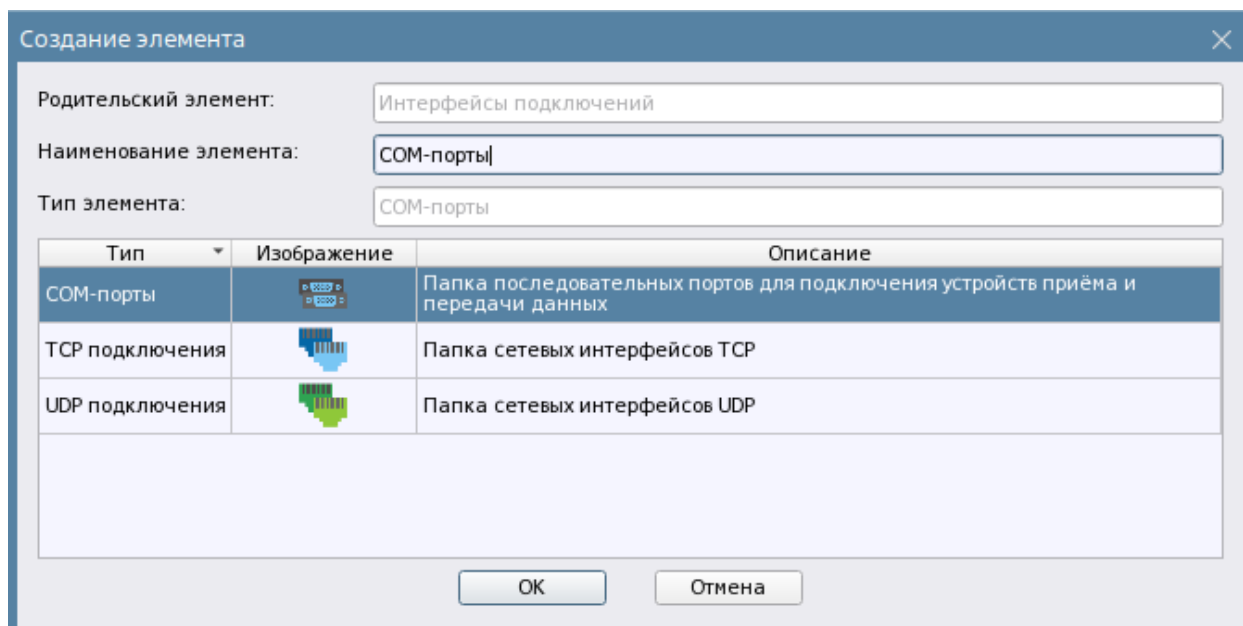 Создание элемента
Родительский элемент: Интерфейсы подключений
Наименование элемента: COM-порты
Тип элемента: COM-порты
Тип Изображение Описание
COM-порты Папка последовательных портов для подключения устройств приёма и
передачи данных
TCP подключения Папка сетевых интерфейсов TCP
UDP подключения Папка сетевых интерфейсов UDP
OK Отмена